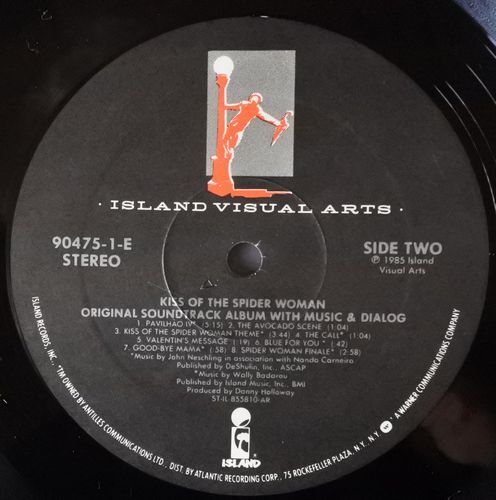 · ISLAND VISUAL ARTS ·
90475-1-E
STEREO
SIDE TWO
℗ 1985 Island
Visual Arts
KISS OF THE SPIDER WOMAN
ORIGINAL SOUNDTRACK ALBUM WITH MUSIC & DIALOG
1. PAVILHAO IV* (5:15) 2. THE AVOCADO SCENE (1:04)
3. KISS OF THE SPIDER WOMAN THEME* (3:44) 4. THE CALL* (1:04)
5. VALENTIN'S MESSAGE (:19) 6. BLUE FOR YOU* (:42)
7. GOOD-BYE MAMA* (:58) 8. SPIDER WOMAN FINALE* (2:58)
*Music by John Neschling in association with Nando Carneiro
Published by DeShufin, Inc., ASCAP
*Music by Wally Badarou
Published by Island Music, Inc., BMI
Produced by Danny Holloway
ST-IL 855810-AR
ISLAND
ISLAND RECORDS, INC., ™ OWNED BY ANTILLES COMMUNICATIONS LTD., DIST. BY ATLANTIC RECORDING CORP., 75 ROCKEFELLER PLAZA, N.Y., N.Y. A WARNER COMMUNICATIONS COMPANY